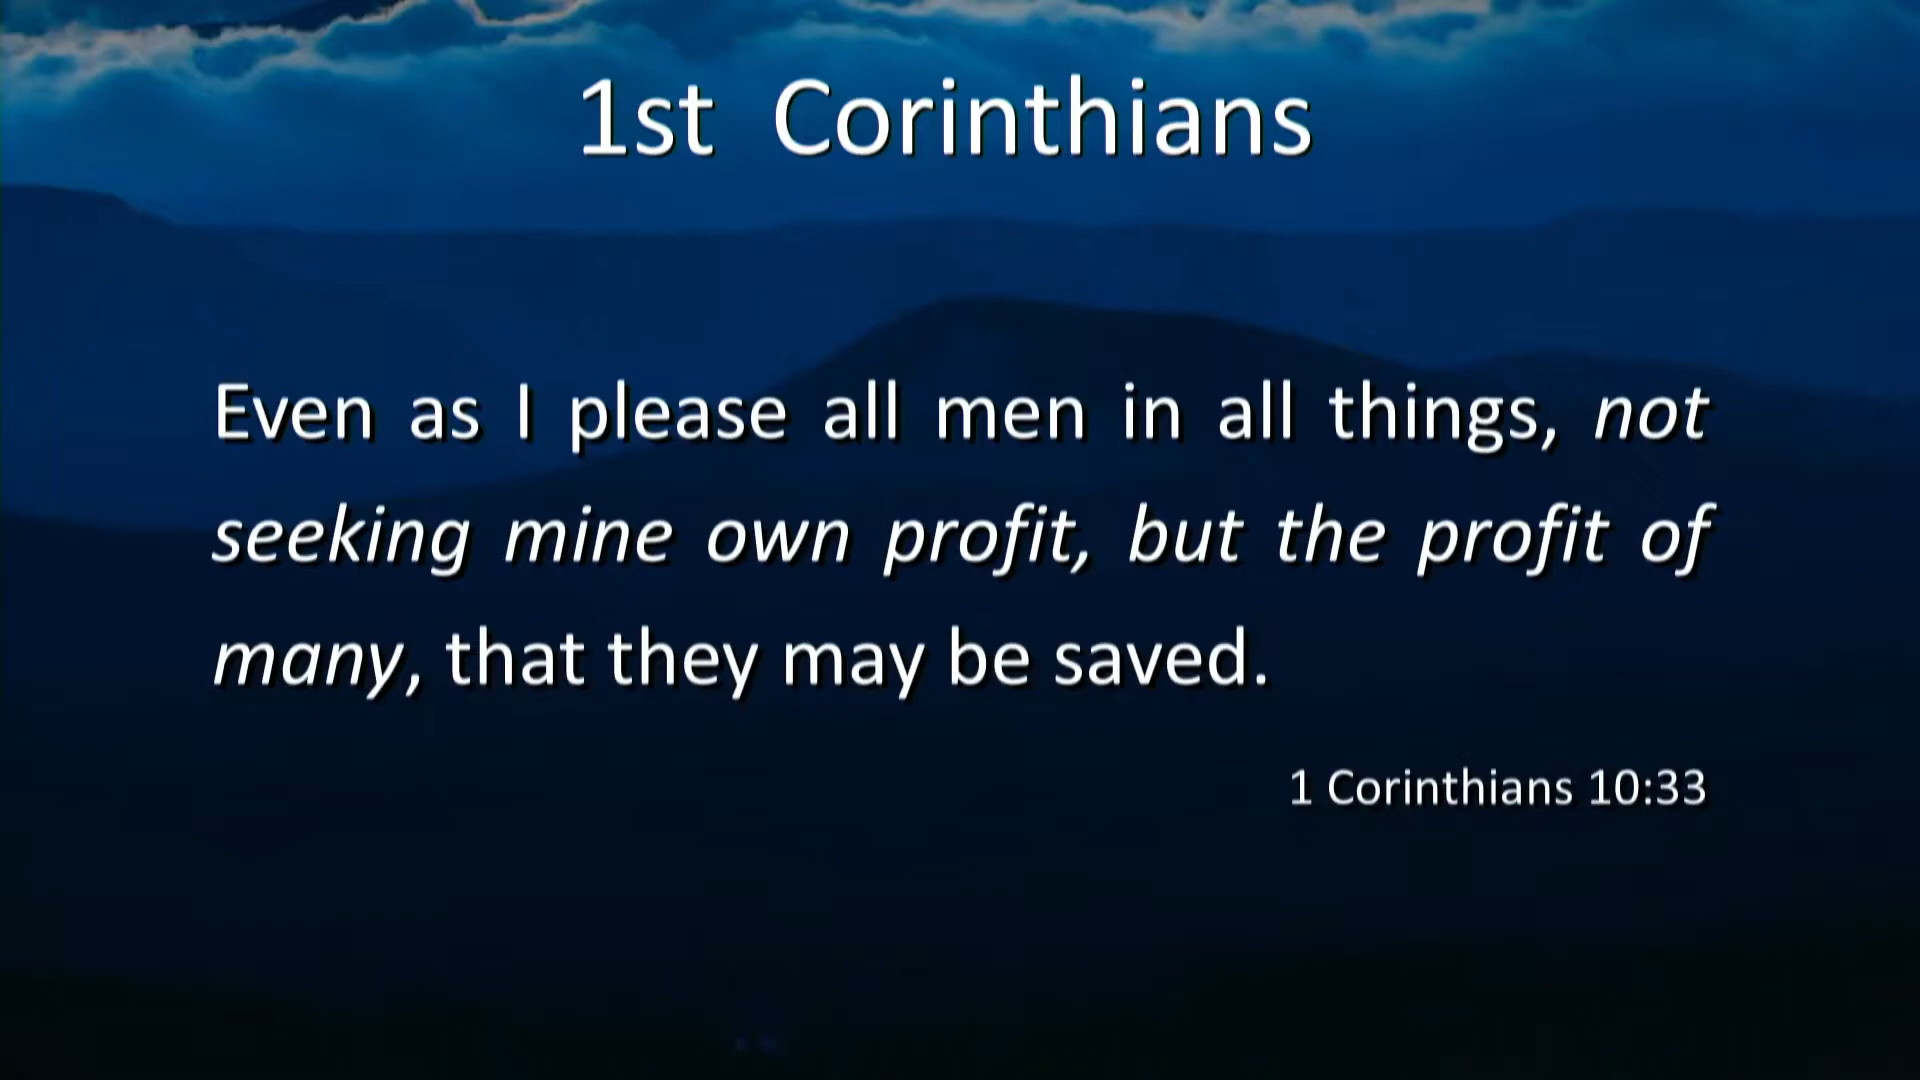 1st Corinthians
Even as I please all men in all things, not
seeking mine own profit, but the profit of
many, that they may be saved.
1 Corinthians 10:33